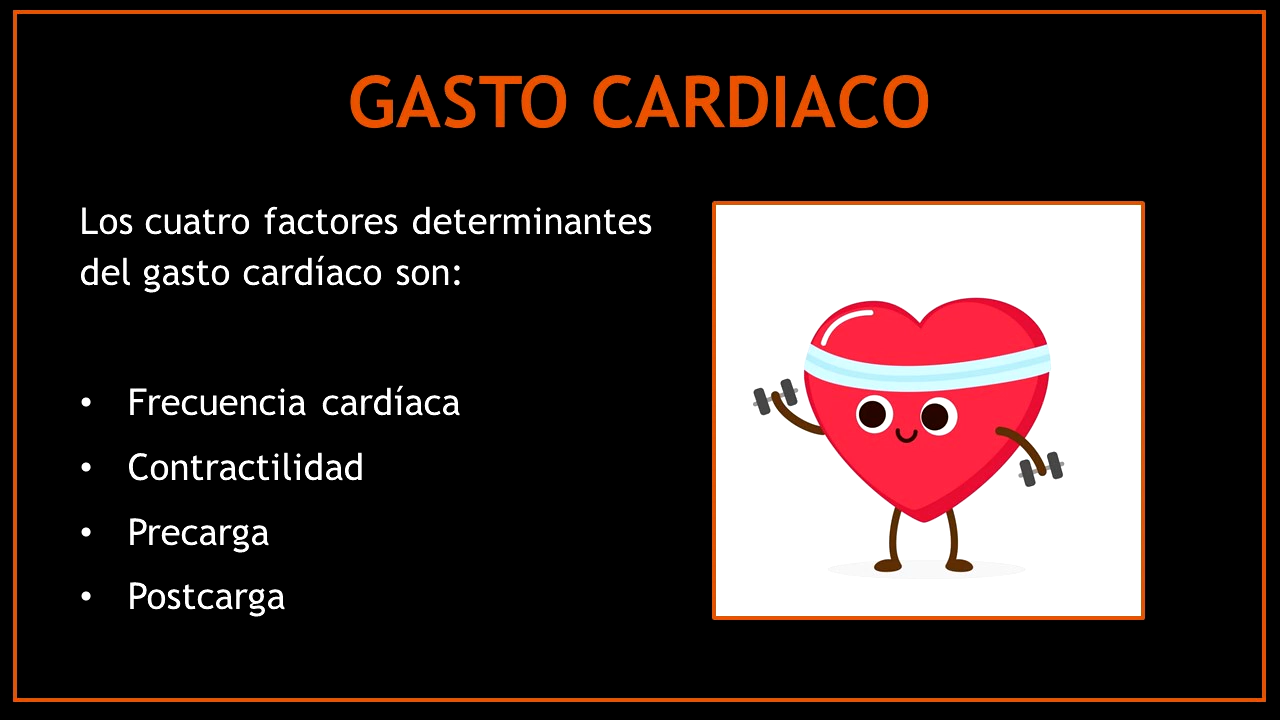 GASTO CARDIACO
Los cuatro factores determinantes
del gasto cardíaco son:
• Frecuencia cardíaca
• Contractilidad
• Precarga
• Postcarga